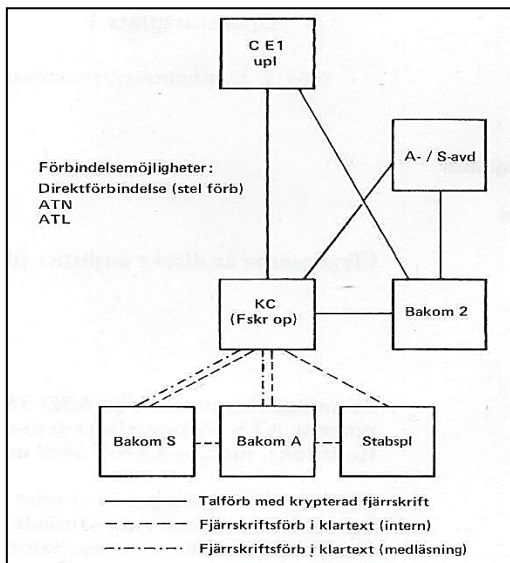 C E1
upl
A- / S-avd
Förbindelsemöjligheter:
Direktförbindelse (stel förb)
ATN
ATL
KC
(Fskr op)
Bakom 2
Bakom S
Bakom A
Stabspl
Talförb med krypterad fjärrskrift
Fjärrskriftsförb i klartext (intern)
Fjärrskriftsförb i klartext (medläsning)